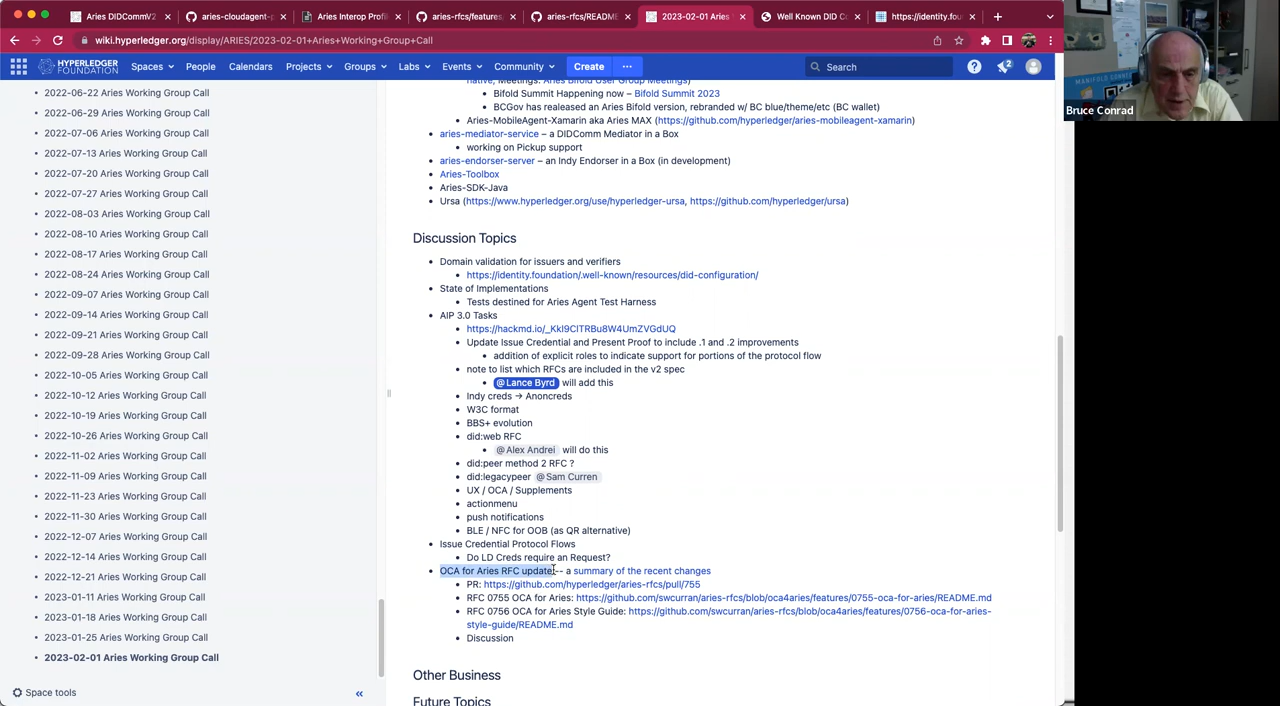 Aries DIDCommV2
aries-cloudagent-p
Aries Interop Profil
aries-rfcs/features
aries-rfcs/README
2023-02-01 Aries
Well Known DID Co
https://identity.foun
wiki.hyperledger.org/display/ARIES/2023-02-01+Aries+Working+Group+Call
HYPERLEDGER FOUNDATION
Spaces
People
Calendars
Projects
Groups
Labs
Events
Community
Create
Search
2
Bruce Conrad
2022-06-22 Aries Working Group Call
2022-06-29 Aries Working Group Call
2022-07-06 Aries Working Group Call
2022-07-13 Aries Working Group Call
2022-07-20 Aries Working Group Call
2022-07-27 Aries Working Group Call
2022-08-03 Aries Working Group Call
2022-08-10 Aries Working Group Call
2022-08-17 Aries Working Group Call
2022-08-24 Aries Working Group Call
2022-09-07 Aries Working Group Call
2022-09-14 Aries Working Group Call
2022-09-21 Aries Working Group Call
2022-09-28 Aries Working Group Call
2022-10-05 Aries Working Group Call
2022-10-12 Aries Working Group Call
2022-10-19 Aries Working Group Call
2022-10-26 Aries Working Group Call
2022-11-02 Aries Working Group Call
2022-11-09 Aries Working Group Call
2022-11-23 Aries Working Group Call
2022-11-30 Aries Working Group Call
2022-12-07 Aries Working Group Call
2022-12-14 Aries Working Group Call
2022-12-21 Aries Working Group Call
2023-01-11 Aries Working Group Call
2023-01-18 Aries Working Group Call
2023-01-25 Aries Working Group Call
2023-02-01 Aries Working Group Call
Space tools
native, Meetings: Aries Bifold User Group Meetings)
Bifold Summit Happening now – Bifold Summit 2023
BCGov has realeased an Aries Bifold version, rebranded w/ BC blue/theme/etc (BC wallet)
Aries-MobileAgent-Xamarin aka Aries MAX (https://github.com/hyperledger/aries-mobileagent-xamarin)
aries-mediator-service – a DIDComm Mediator in a Box
working on Pickup support
aries-endorser-server – an Indy Endorser in a Box (in development)
Aries-Toolbox
Aries-SDK-Java
Ursa (https://www.hyperledger.org/use/hyperledger-ursa, https://github.com/hyperledger/ursa)
Discussion Topics
Domain validation for issuers and verifiers
https://identity.foundation/.well-known/resources/did-configuration/
State of Implementations
Tests destined for Aries Agent Test Harness
AIP 3.0 Tasks
https://hackmd.io/_KkI9ClTRBu8W4UmZVGdUQ
Update Issue Credential and Present Proof to include .1 and .2 improvements
addition of explicit roles to indicate support for portions of the protocol flow
note to list which RFCs are included in the v2 spec
@Lance Byrd will add this
Indy creds → Anoncreds
W3C format
BBS+ evolution
did:web RFC
@Alex Andrei will do this
did:peer method 2 RFC ?
did:legacypeer @Sam Curren
UX / OCA / Supplements
actionmenu
push notifications
BLE / NFC for OOB (as QR alternative)
Issue Credential Protocol Flows
Do LD Creds require an Request?
OCA for Aries RFC update -- a summary of the recent changes
PR: https://github.com/hyperledger/aries-rfcs/pull/755
RFC 0755 OCA for Aries: https://github.com/swcurran/aries-rfcs/blob/oca4aries/features/0755-oca-for-aries/README.md
RFC 0756 OCA for Aries Style Guide: https://github.com/swcurran/aries-rfcs/blob/oca4aries/features/0756-oca-for-aries-
style-guide/README.md
Discussion
Other Business
Future Topics